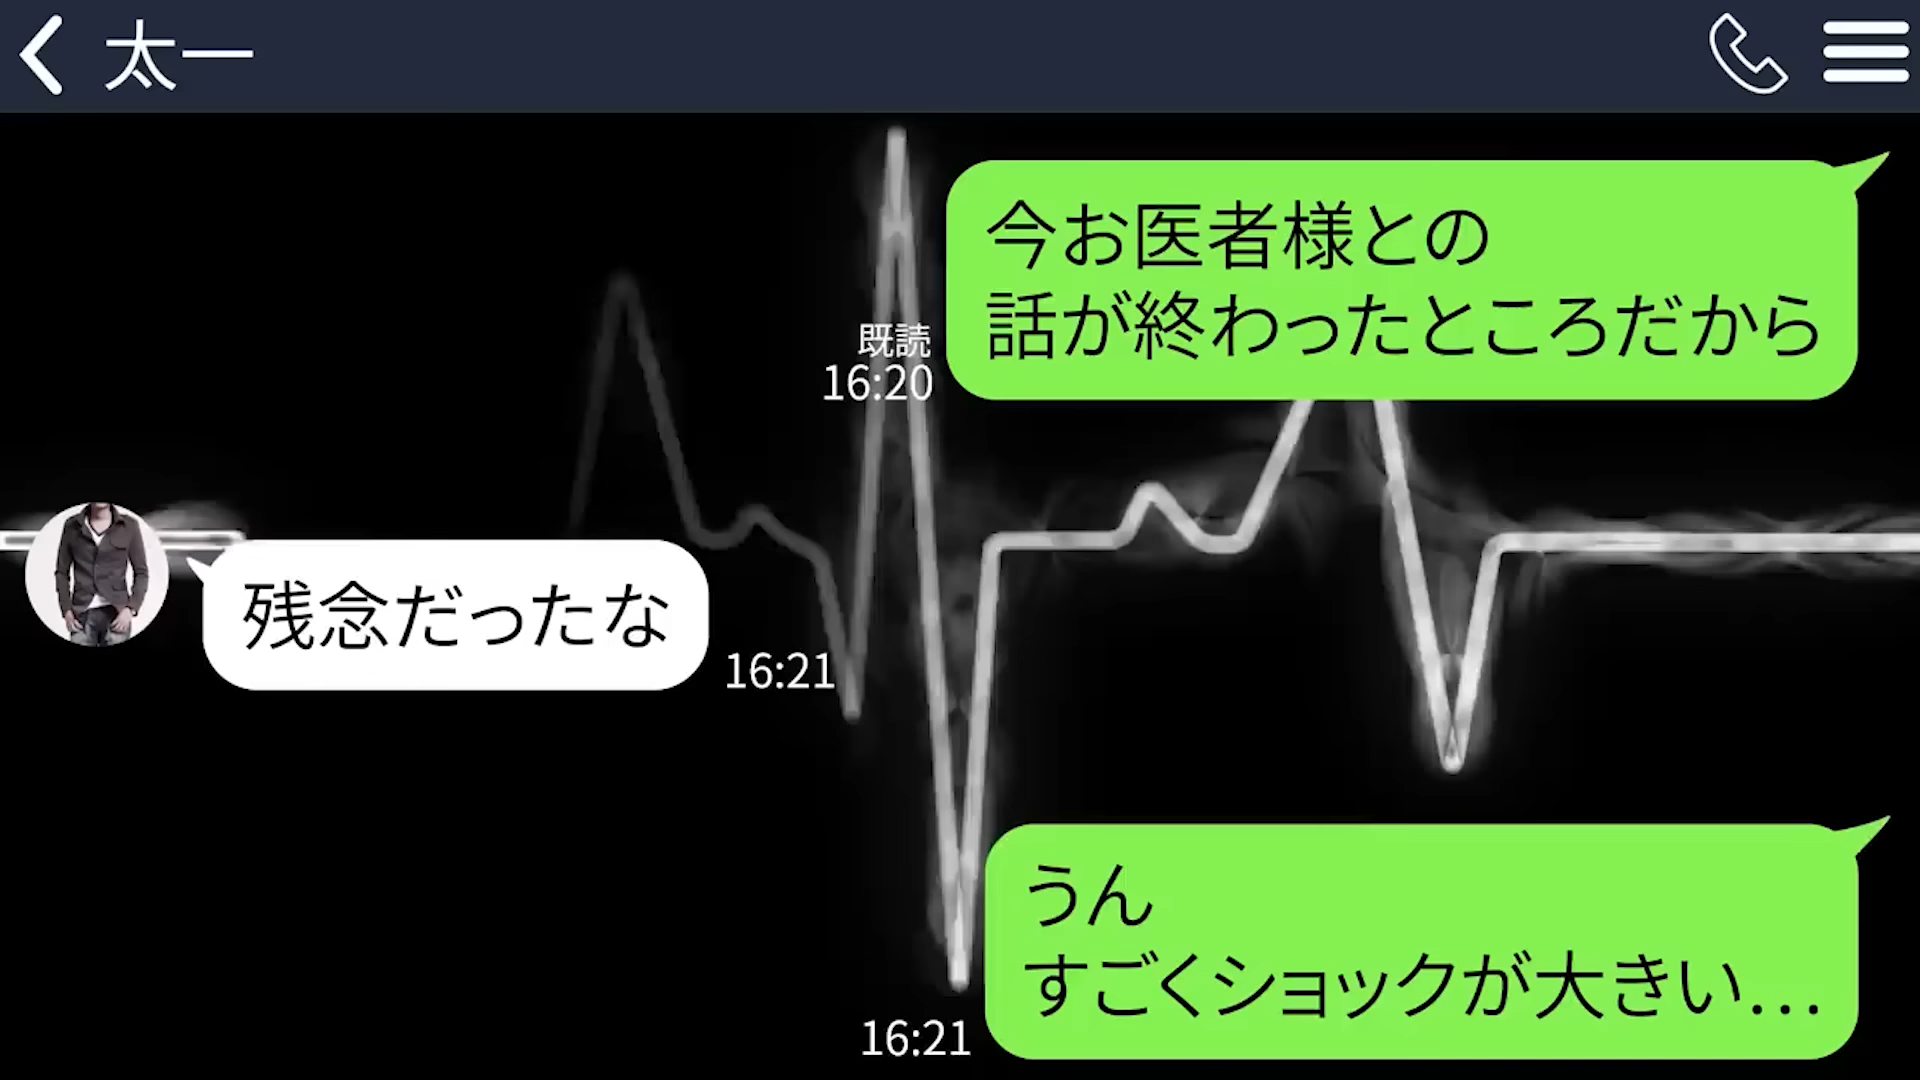 太一
今お医者様との
話が終わったところだから
既読
16:20
残念だったな
16:21
うん
すごくショックが大きい…
16:21